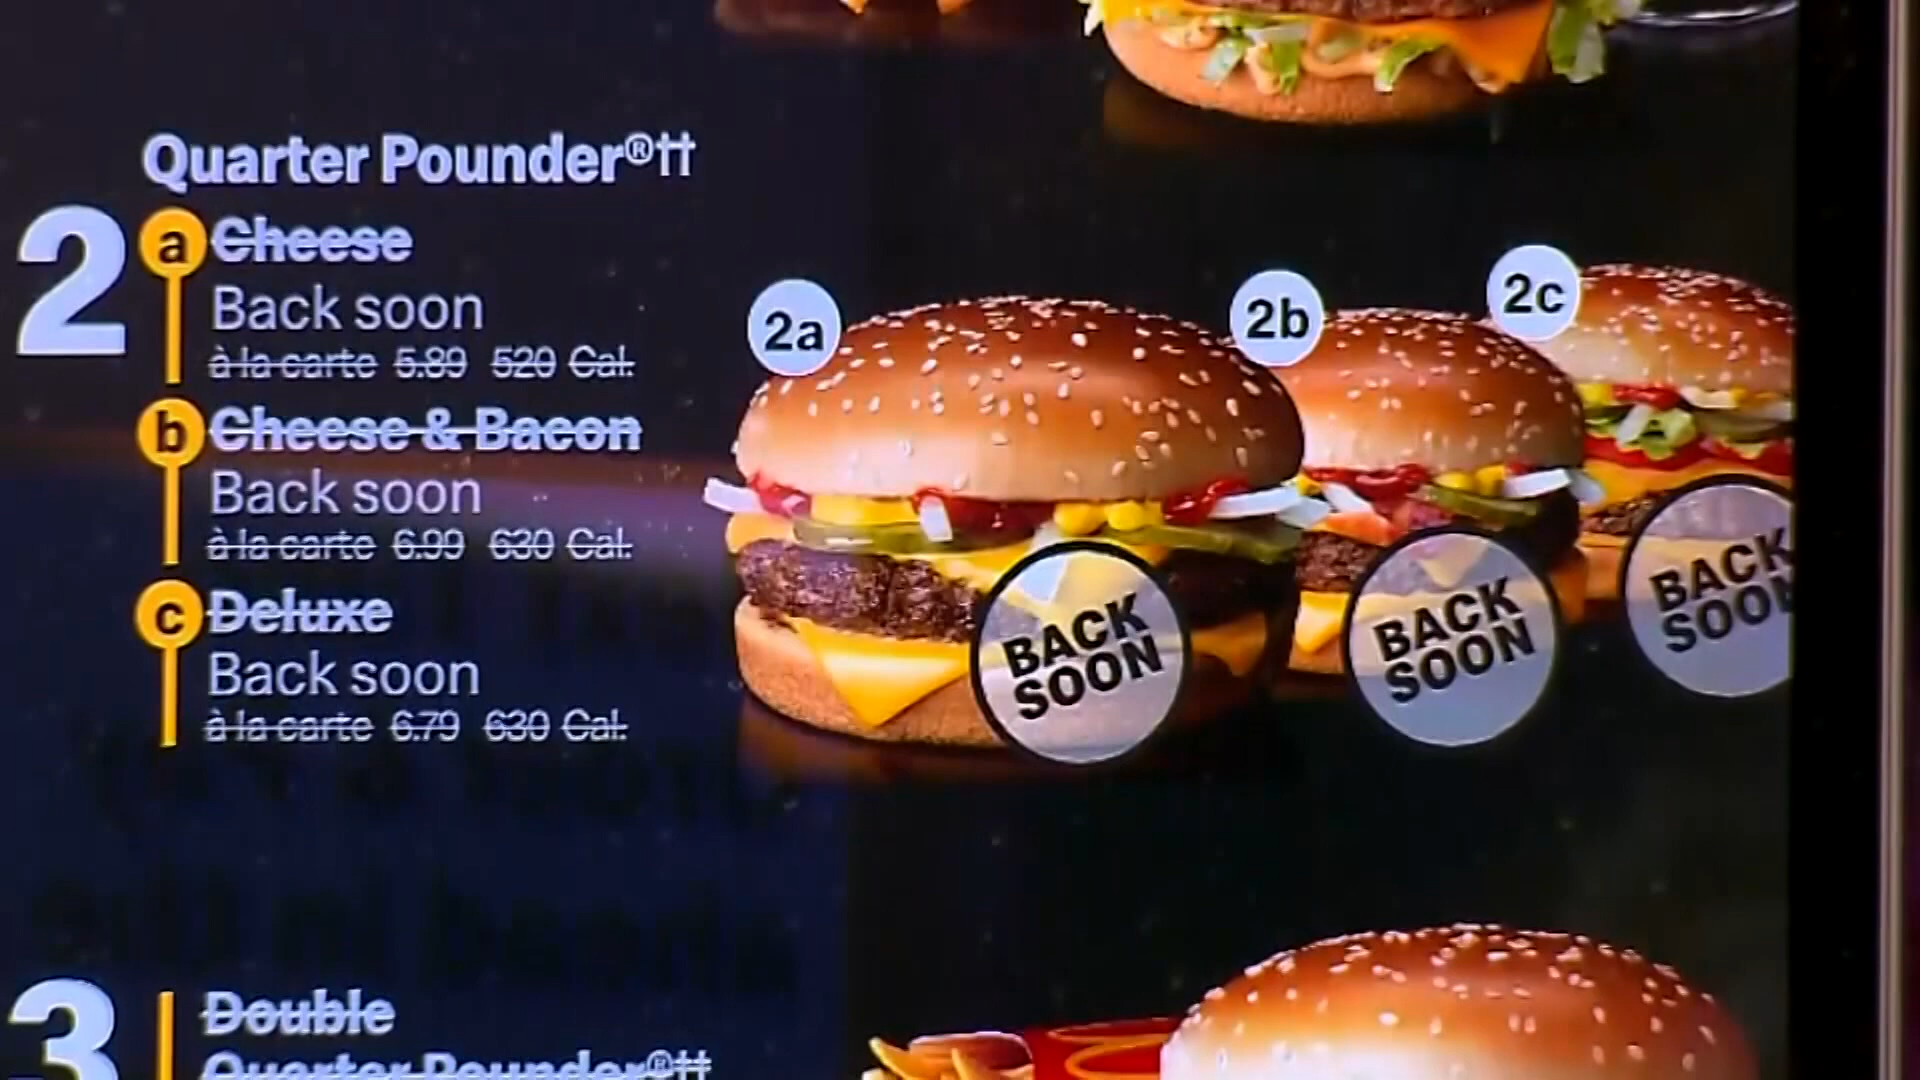 Quarter Pounder®††
2
a Cheese
Back soon
à la carte 5.89 520 Cal.
b Cheese & Bacon
Back soon
à la carte 6.99 630 Cal.
c Deluxe
Back soon
à la carte 6.79 630 Cal.
2a
2b
2c
BACK
SOON
BACK
SOON
BACK
SOON
3
Double
Quarter Pounder®‡‡